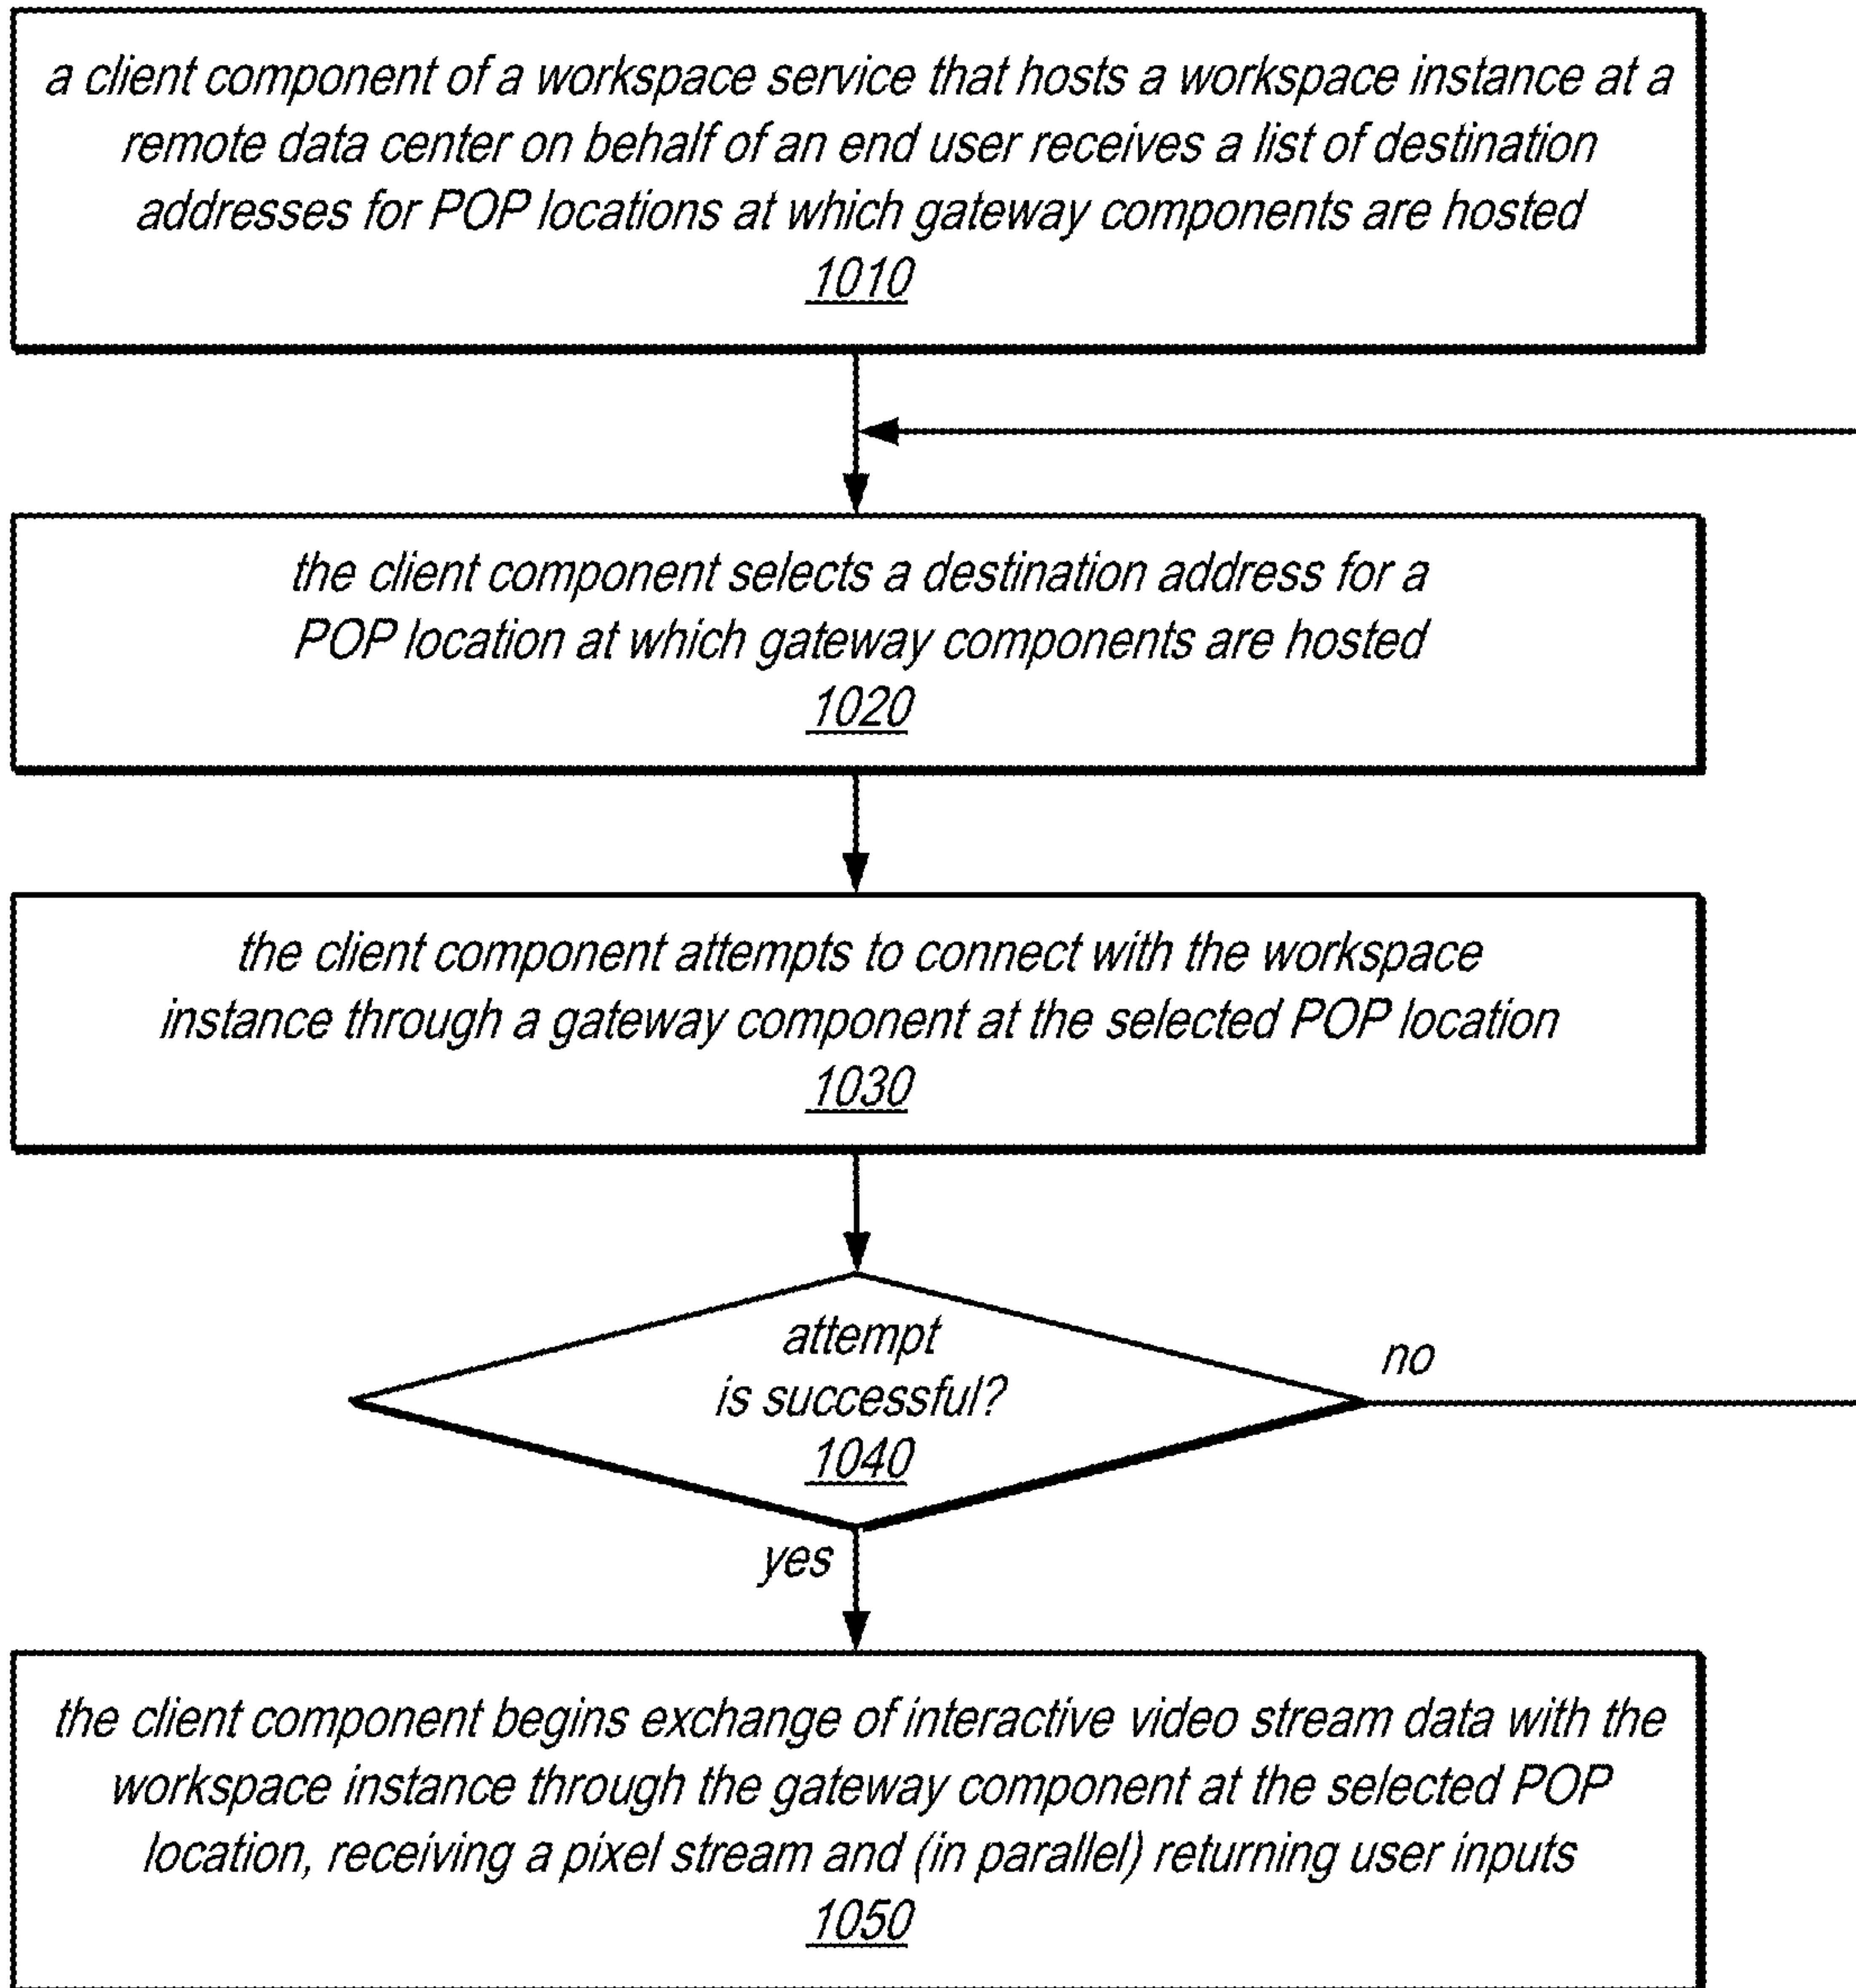 a client component of a workspace service that hosts a workspace instance at a
remote data center on behalf of an end user receives a list of destination
addresses for POP locations at which gateway components are hosted
1010
the client component selects a destination address for a
POP location at which gateway components are hosted
1020
the client component attempts to connect with the workspace
instance through a gateway component at the selected POP location
1030
attempt
is successful?
1040
no
yes
the client component begins exchange of interactive video stream data with the
workspace instance through the gateway component at the selected POP
location, receiving a pixel stream and (in parallel) returning user inputs
1050